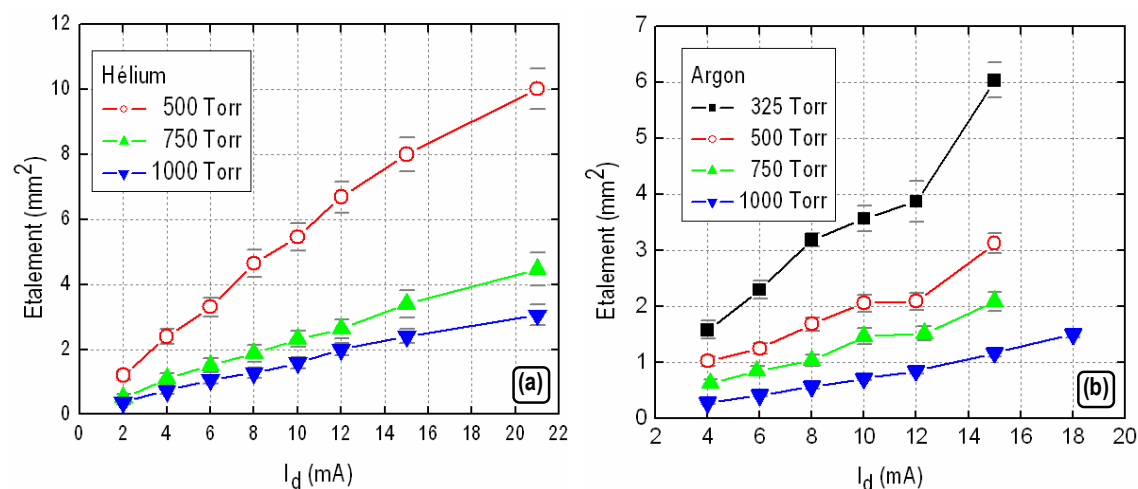 12
10
8
6
4
2
0
Etalement (mm²)
Hélium
500 Torr
750 Torr
1000 Torr
(a)
0 2 4 6 8 10 12 14 16 18 20 22
I_d (mA)
7
6
5
4
3
2
1
0
Etalement (mm²)
Argon
325 Torr
500 Torr
750 Torr
1000 Torr
(b)
2 4 6 8 10 12 14 16 18 20
I_d (mA)